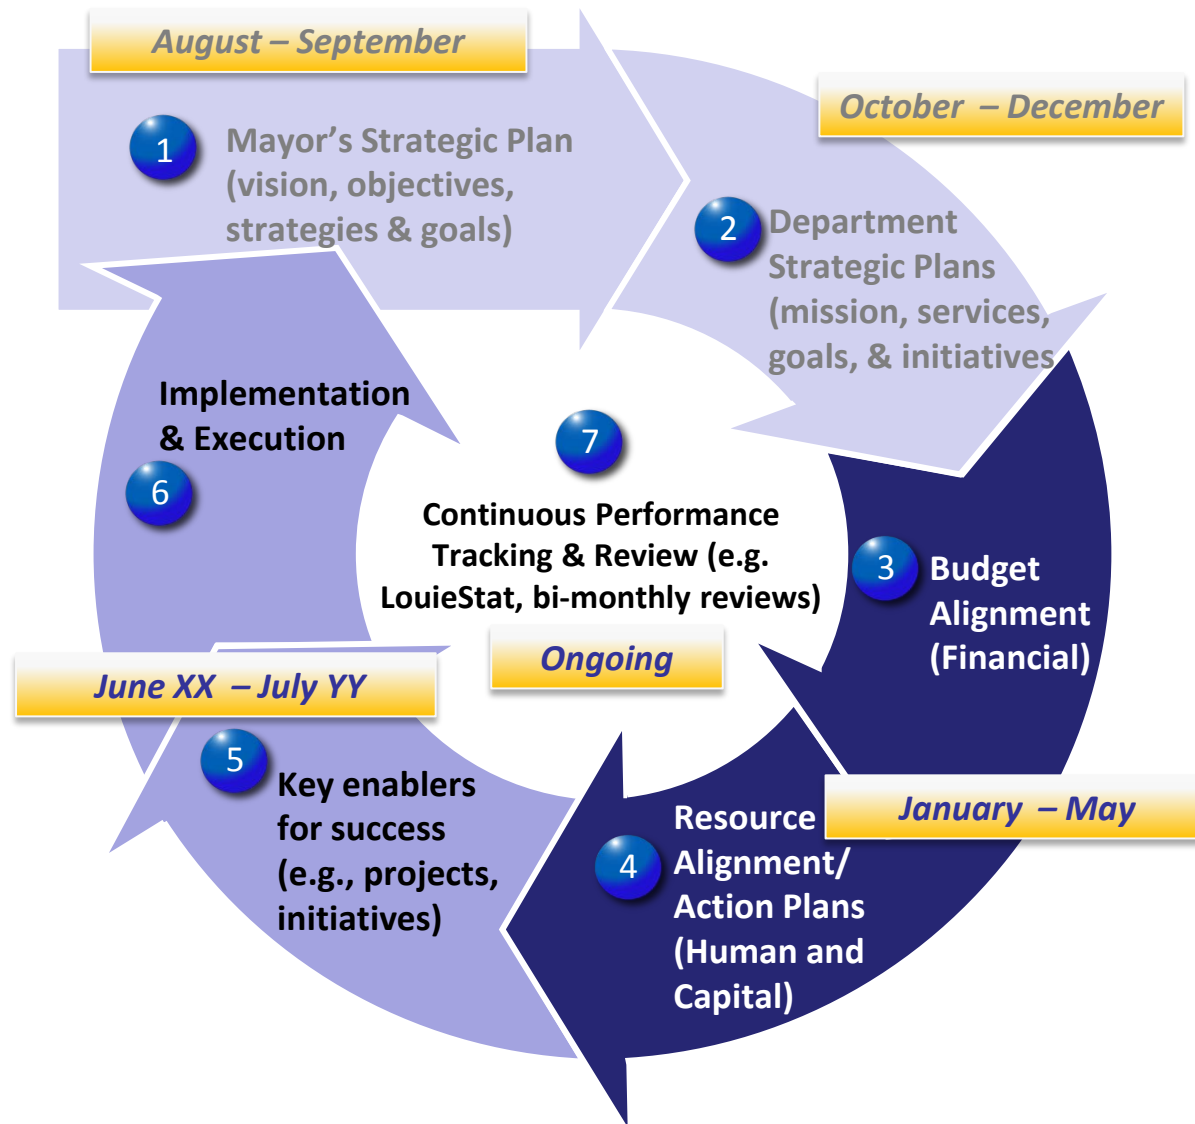 August – September
1
Mayor’s Strategic Plan
(vision, objectives,
strategies & goals)
October – December
2
Department
Strategic Plans
(mission, services,
goals, & initiatives
3
Budget
Alignment
(Financial)
January – May
4
Resource
Alignment/
Action Plans
(Human and
Capital)
June XX – July YY
5
Key enablers
for success
(e.g., projects,
initiatives)
Implementation
& Execution
6
7
Continuous Performance
Tracking & Review (e.g.
LouieStat, bi-monthly reviews)
Ongoing